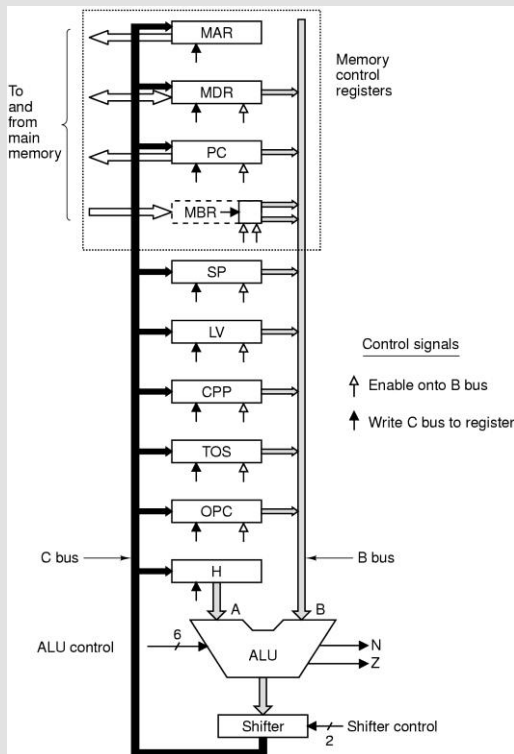 MAR
To
and
from
main
memory
Memory
control
registers
MDR
PC
MBR
SP
LV
Control signals
Enable onto B bus
CPP
Write C bus to register
TOS
OPC
C bus
B bus
H
A
B
6
ALU control
ALU
N
Z
Shifter
Shifter control
2